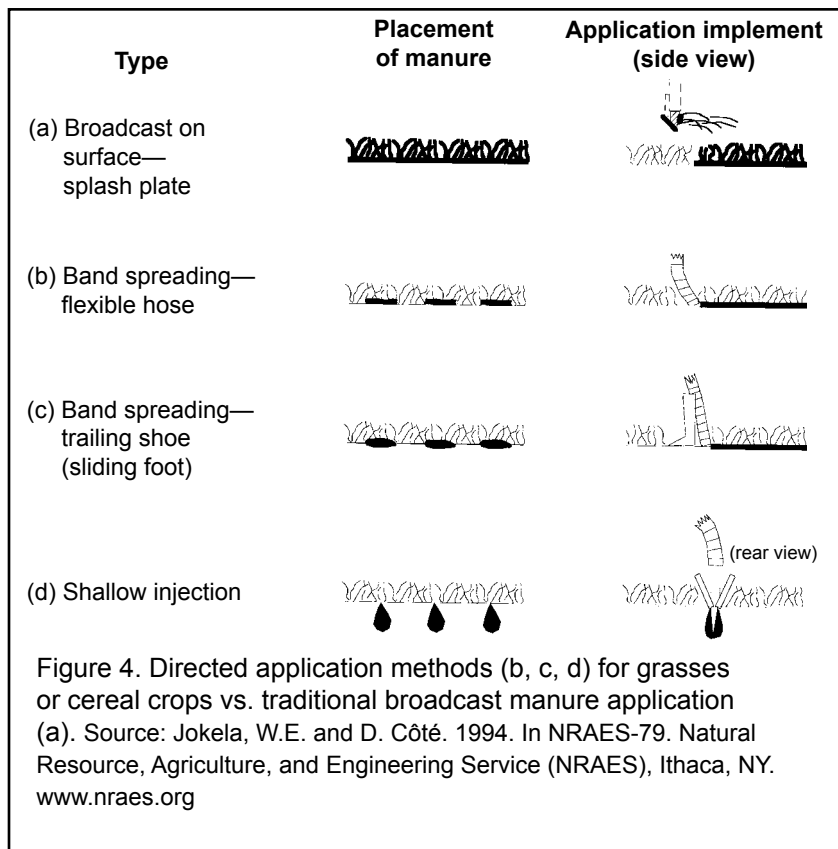 Type
Placement
of manure
Application implement
(side view)
(a) Broadcast on
surface—
splash plate
(b) Band spreading—
flexible hose
(c) Band spreading—
trailing shoe
(sliding foot)
(d) Shallow injection
(rear view)
Figure 4. Directed application methods (b, c, d) for grasses
or cereal crops vs. traditional broadcast manure application
(a). Source: Jokela, W.E. and D. Côté. 1994. In NRAES-79. Natural
Resource, Agriculture, and Engineering Service (NRAES), Ithaca, NY.
www.nraes.org